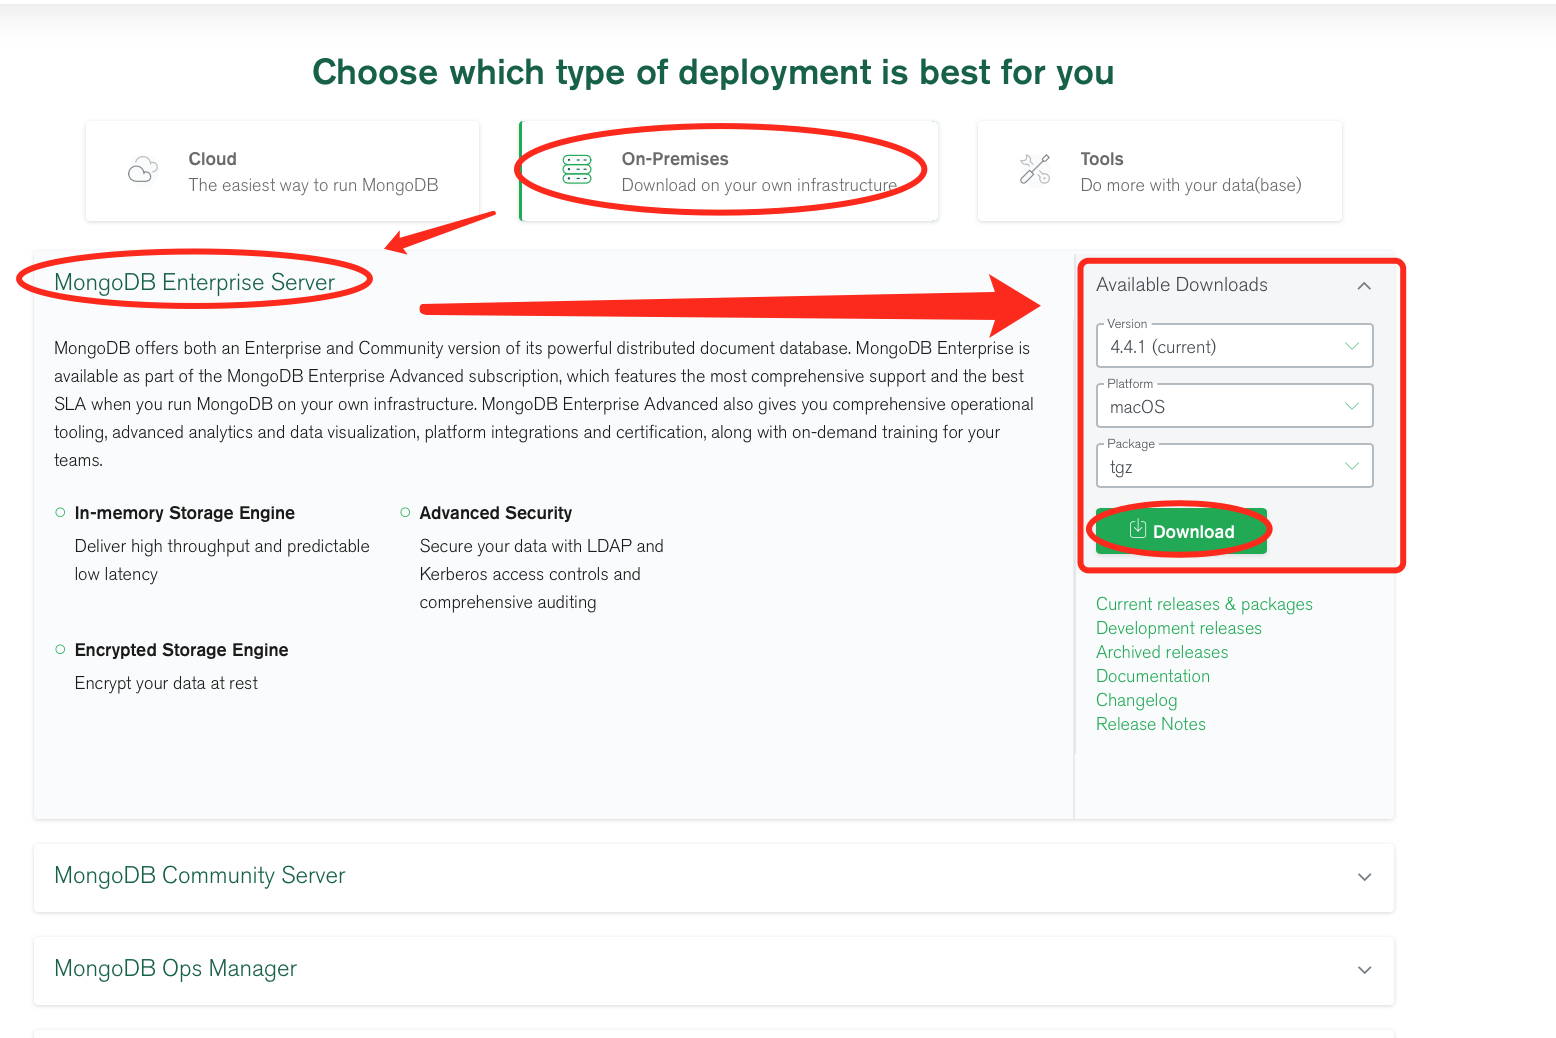 Choose which type of deployment is best for you
Cloud
The easiest way to run MongoDB
On-Premises
Download on your own infrastructure
Tools
Do more with your data(base)
MongoDB Enterprise Server
MongoDB offers both an Enterprise and Community version of its powerful distributed document database. MongoDB Enterprise is
available as part of the MongoDB Enterprise Advanced subscription, which features the most comprehensive support and the best
SLA when you run MongoDB on your own infrastructure. MongoDB Enterprise Advanced also gives you comprehensive operational
tooling, advanced analytics and data visualization, platform integrations and certification, along with on-demand training for your
teams.
In-memory Storage Engine
Deliver high throughput and predictable
low latency
Advanced Security
Secure your data with LDAP and
Kerberos access controls and
comprehensive auditing
Encrypted Storage Engine
Encrypt your data at rest
Available Downloads
Version
4.4.1 (current)
Platform
macOS
Package
tgz
Download
Current releases & packages
Development releases
Archived releases
Documentation
Changelog
Release Notes
MongoDB Community Server
MongoDB Ops Manager